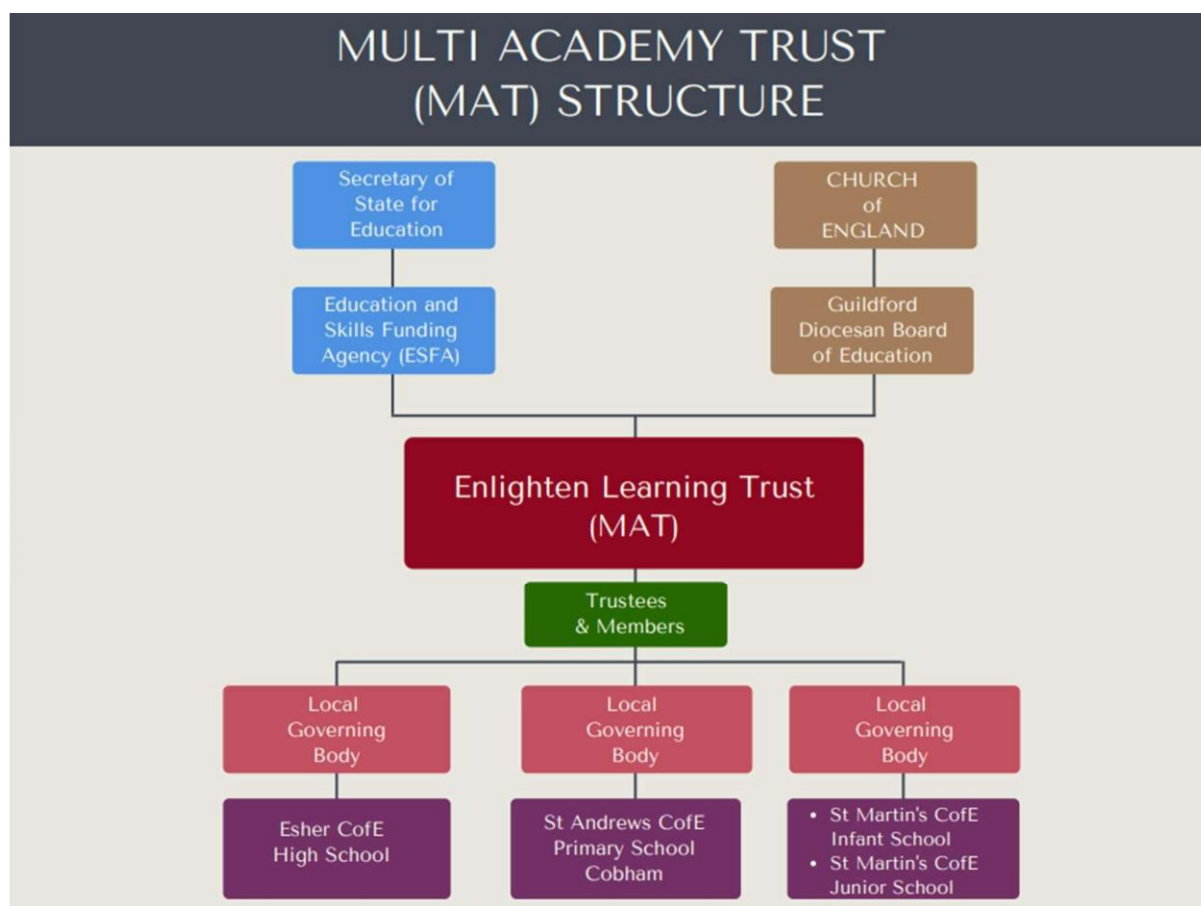 MULTI ACADEMY TRUST
(MAT) STRUCTURE
Secretary of
State for
Education
CHURCH
of
ENGLAND
Education and
Skills Funding
Agency (ESFA)
Guildford
Diocesan Board
of Education
Enlighten Learning Trust
(MAT)
Trustees
& Members
Local
Governing
Body
Local
Governing
Body
Local
Governing
Body
Esher CofE
High School
St Andrews CofE
Primary School
Cobham
• St Martin's CofE
Infant School
• St Martin's CofE
Junior School